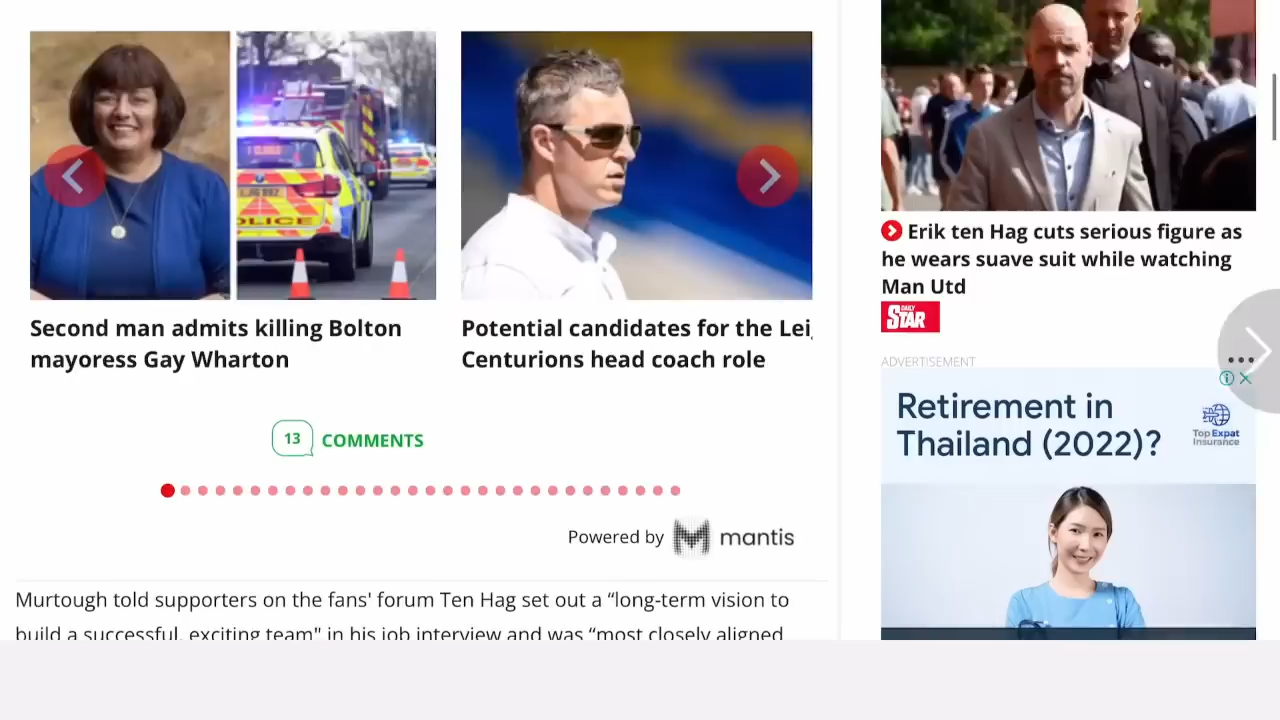 Second man admits killing Bolton
mayoress Gay Wharton
Potential candidates for the Lei
Centurions head coach role
13 COMMENTS
Powered by mantis
Murtough told supporters on the fans' forum Ten Hag set out a “long-term vision to
build a successful, exciting team" in his job interview and was “most closely aligned
Erik ten Hag cuts serious figure as
he wears suave suit while watching
Man Utd
DAILY
STAR
ADVERTISEMENT
Retirement in
Thailand (2022)?
Top Expat
Insurance
POLICE